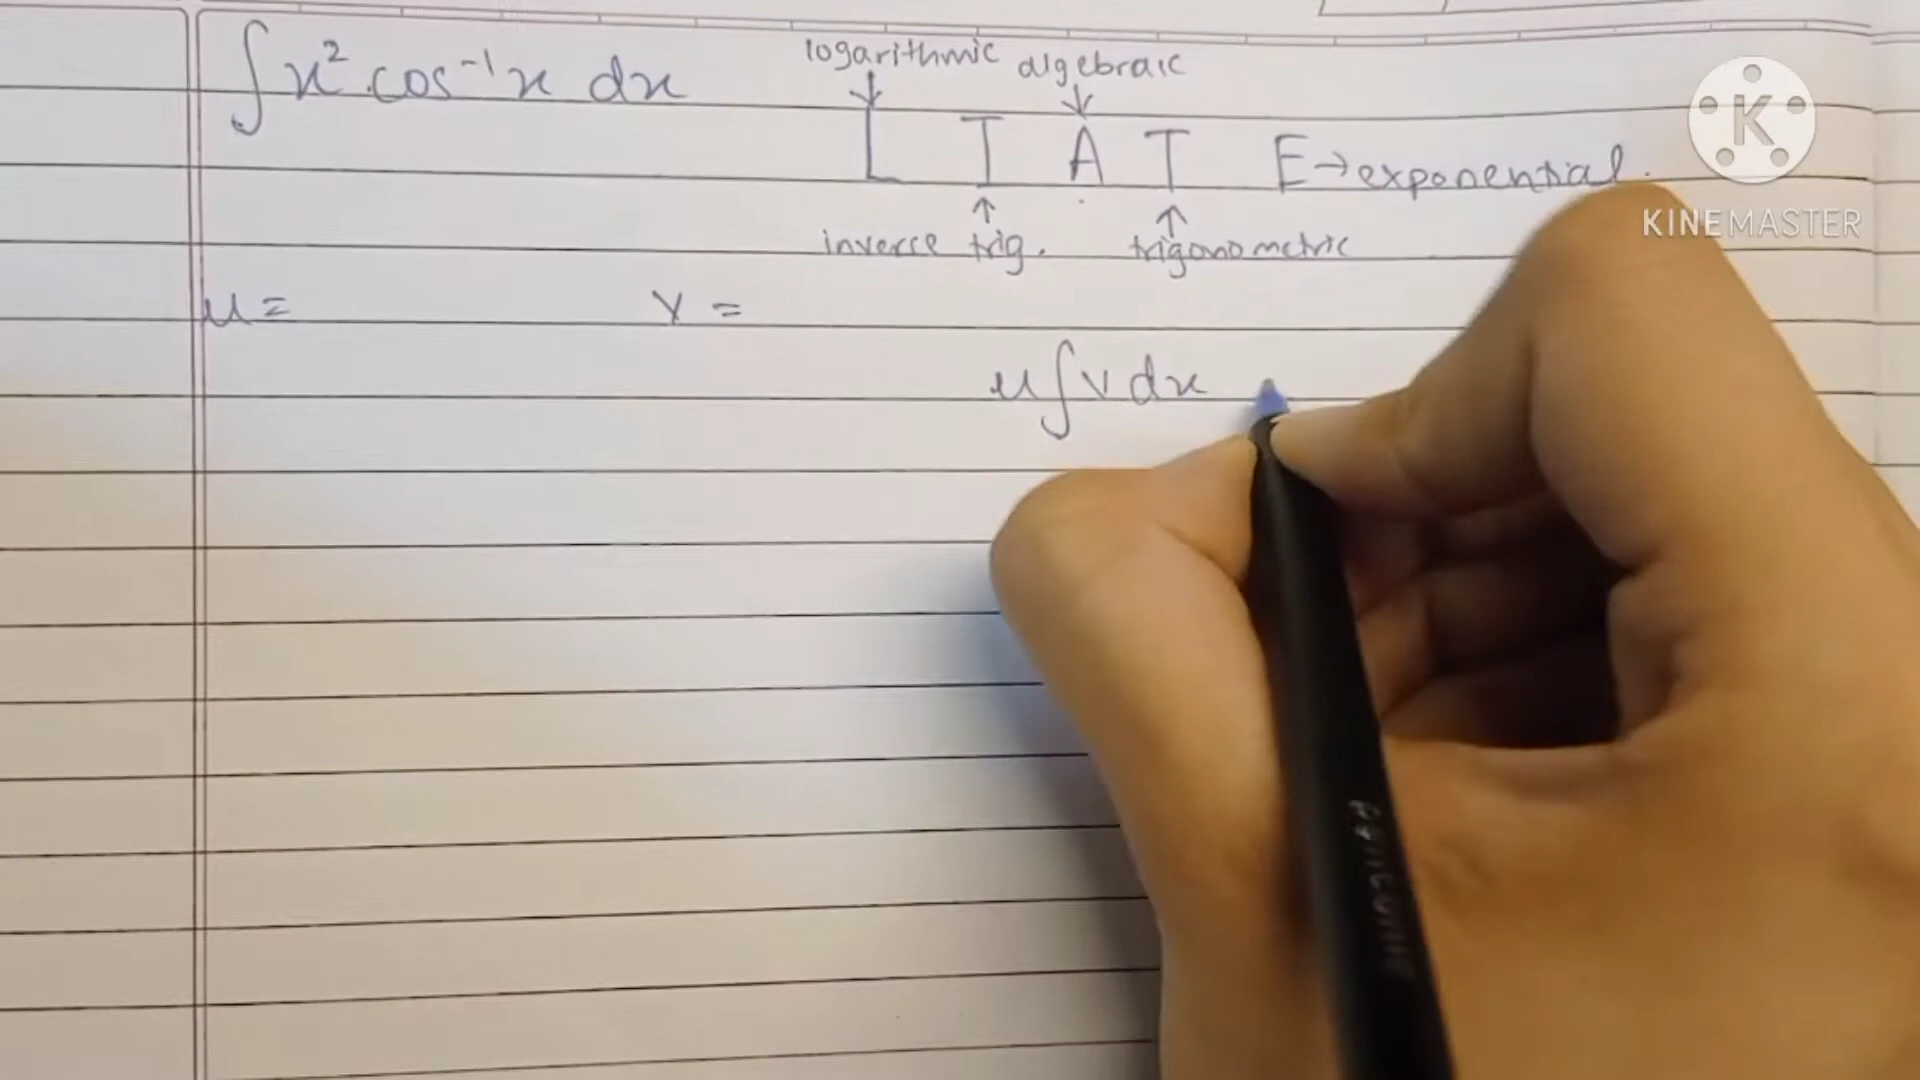 ∫x² cos⁻¹x dx
logarithmic algebraic
L I A T E → exponential.
inverse trig. trigonometric
u = v =
u∫v dx
K
KINEMASTER